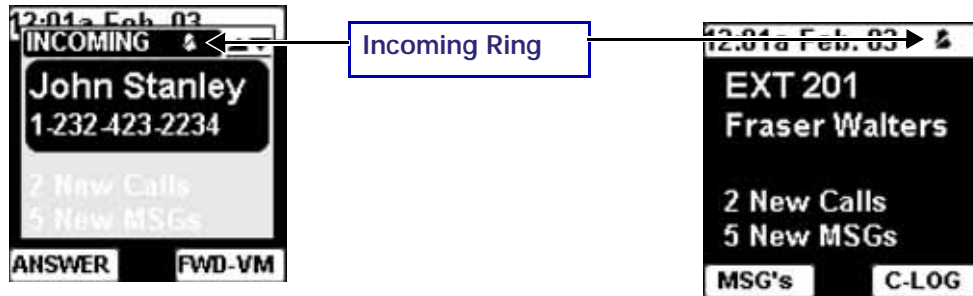 12:01a Feb. 03
INCOMING
John Stanley
1-232-423-2234
2 New Calls
5 New MSGs
ANSWER
FWD-VM
Incoming Ring
12:01a Feb. 03
EXT 201
Fraser Walters
2 New Calls
5 New MSGs
MSG's
C-LOG